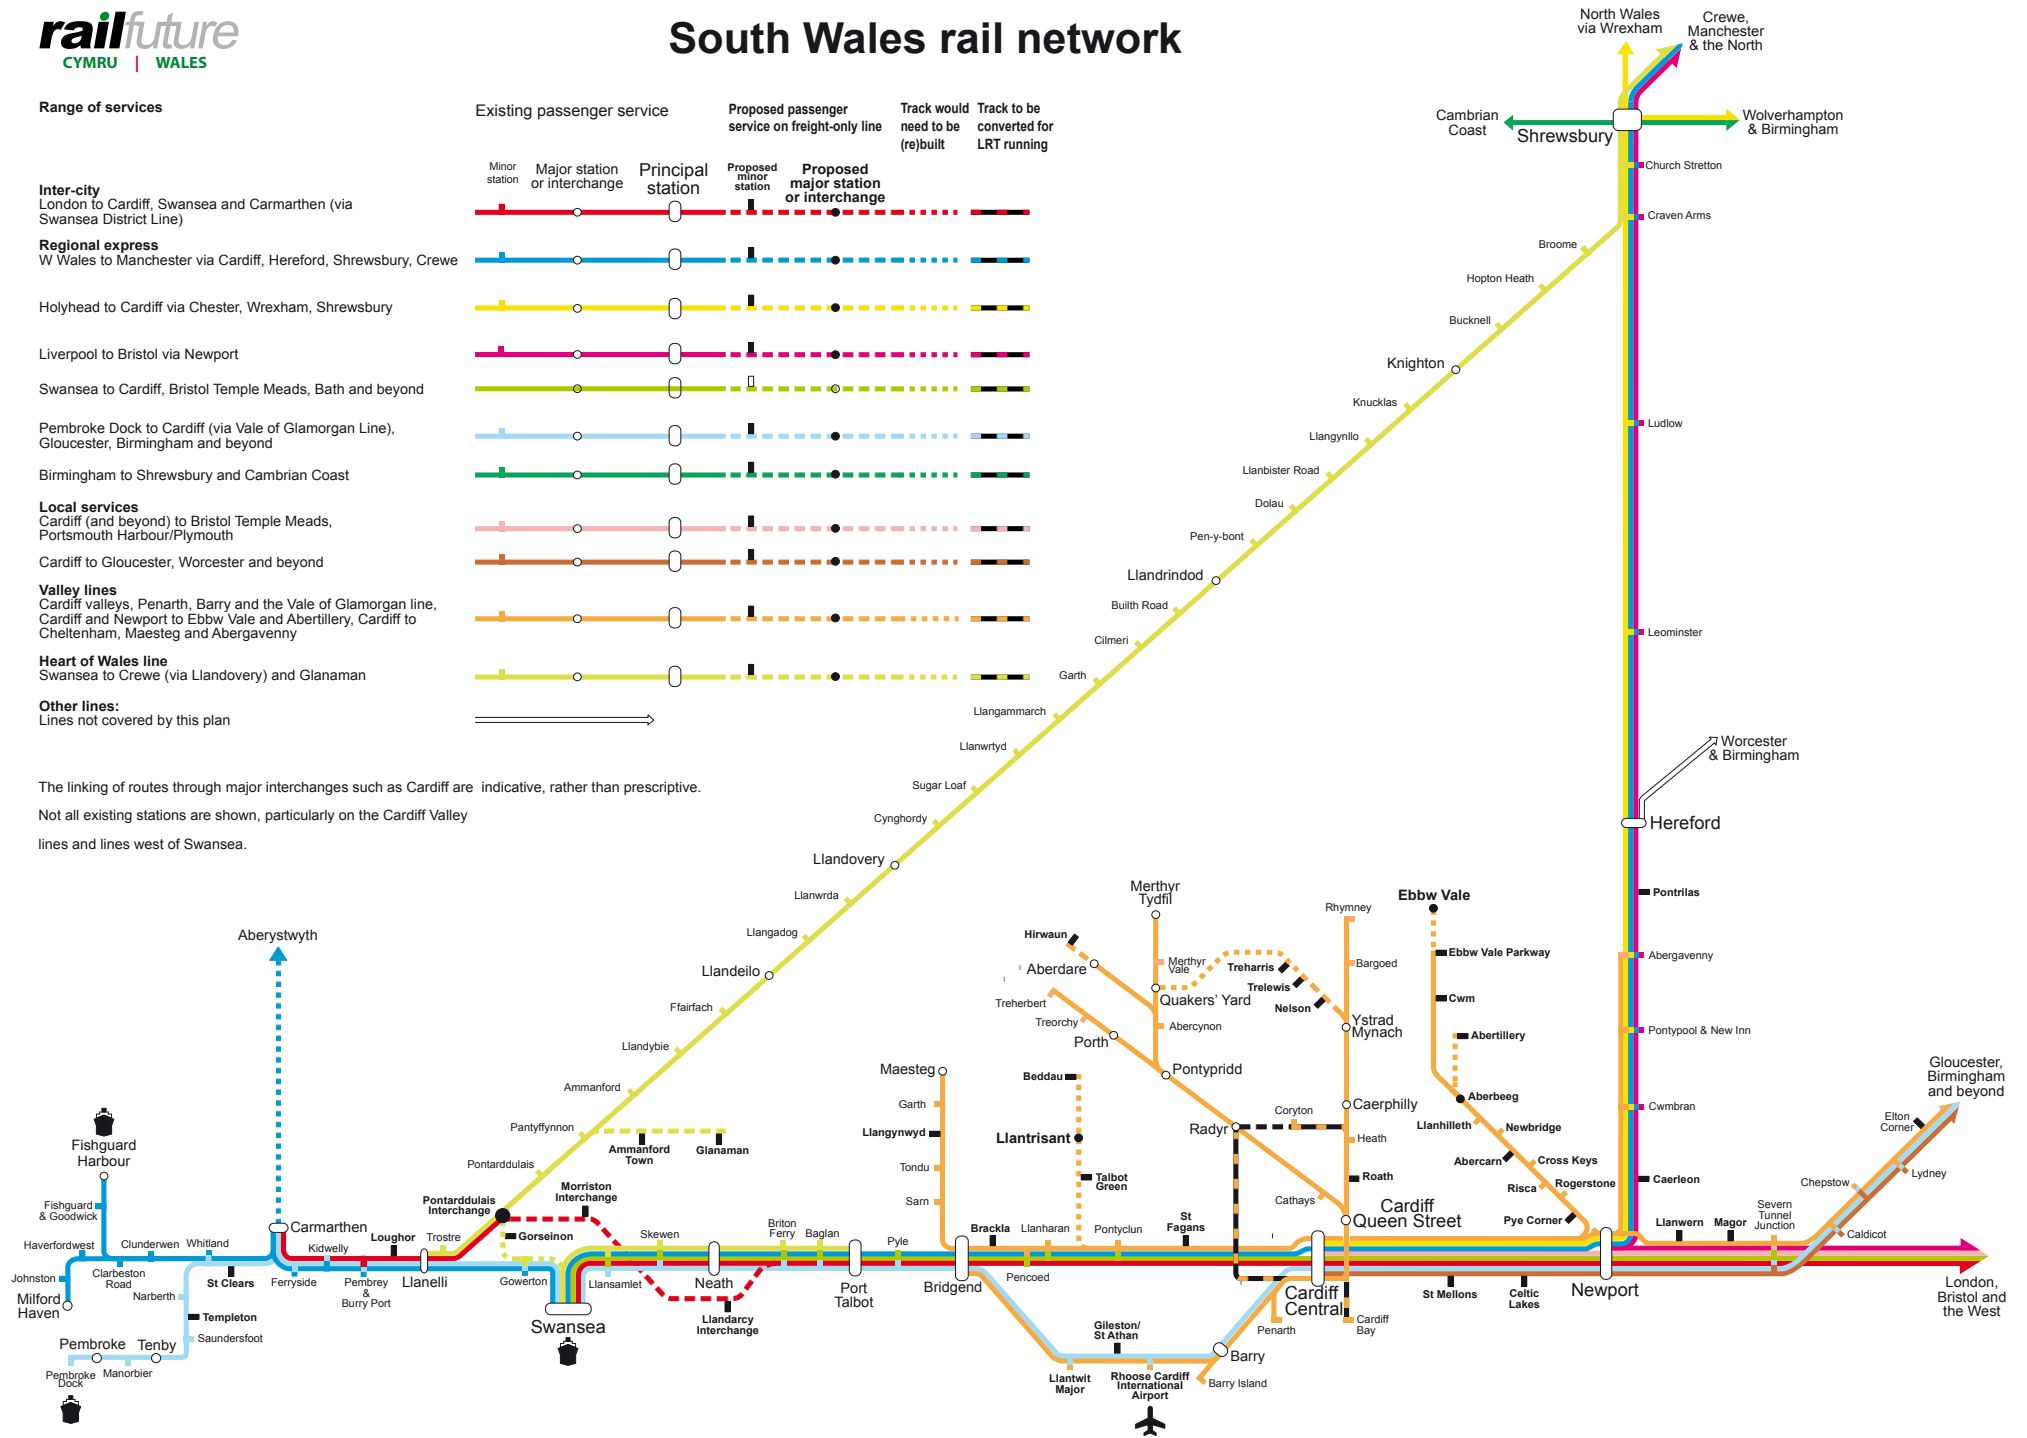 railfuture
CYMRU | WALES
South Wales rail network
Range of services
Existing passenger service
Proposed passenger
service on freight-only line
Track would
need to be
(re)built
Track to be
converted for
LRT running
Minor
station
Major station
or interchange
Principal
station
Proposed
minor
station
Proposed
major station
or interchange
Inter-city
London to Cardiff, Swansea and Carmarthen (via
Swansea District Line)
Regional express
W Wales to Manchester via Cardiff, Hereford, Shrewsbury, Crewe
Holyhead to Cardiff via Chester, Wrexham, Shrewsbury
Liverpool to Bristol via Newport
Swansea to Cardiff, Bristol Temple Meads, Bath and beyond
Pembroke Dock to Cardiff (via Vale of Glamorgan Line),
Gloucester, Birmingham and beyond
Birmingham to Shrewsbury and Cambrian Coast
Local services
Cardiff (and beyond) to Bristol Temple Meads,
Portsmouth Harbour/Plymouth
Cardiff to Gloucester, Worcester and beyond
Valley lines
Cardiff valleys, Penarth, Barry and the Vale of Glamorgan line,
Cardiff and Newport to Ebbw Vale and Abertillery, Cardiff to
Cheltenham, Maesteg and Abergavenny
Heart of Wales line
Swansea to Crewe (via Llandovery) and Glanaman
Other lines:
Lines not covered by this plan
The linking of routes through major interchanges such as Cardiff are indicative, rather than prescriptive.
Not all existing stations are shown, particularly on the Cardiff Valley
lines and lines west of Swansea.
North Wales
via Wrexham
Crewe,
Manchester
& the North
Cambrian
Coast
Shrewsbury
Wolverhampton
& Birmingham
Church Stretton
Craven Arms
Broome
Hopton Heath
Bucknell
Knighton
Knucklas
Llangynllo
Llanbister Road
Dolau
Pen-y-bont
Llandrindod
Builth Road
Cilmeri
Garth
Llangammarch
Llanwrtyd
Sugar Loaf
Cynghordy
Llandovery
Llanwrda
Llangadog
Llandeilo
Ffairfach
Llandybie
Ammanford
Pantyffynnon
Pontarddulais
Ludlow
Leominster
Worcester
& Birmingham
Hereford
Pontrilas
Abergavenny
Pontypool & New Inn
Cwmbran
Caerleon
Aberystwyth
Fishguard
Harbour
Fishguard
& Goodwick
Haverfordwest
Johnston
Milford
Haven
Clunderwen
Clarbeston
Road
Whitland
St Clears
Narberth
Templeton
Saundersfoot
Pembroke
Tenby
Pembroke
Dock
Manorbier
Carmarthen
Ferryside
Kidwelly
Pembrey
&
Burry Port
Loughor
Llanelli
Trostre
Pontarddulais
Interchange
Gorseinon
Gowerton
Ammanford
Town
Glanaman
Morriston
Interchange
Swansea
Llansamlet
Skewen
Neath
Llandarcy
Interchange
Briton
Ferry
Baglan
Port
Talbot
Pyle
Maesteg
Garth
Llangynwyd
Tondu
Sarn
Bridgend
Brackla
Pencoed
Llanharan
Beddau
Llantrisant
Talbot
Green
Pontyclun
St
Fagans
Llantwit
Major
Gileston/
St Athan
Rhoose Cardiff
International
Airport
Barry
Barry Island
Penarth
Cardiff
Central
Cardiff
Bay
Cardiff
Queen Street
Cathays
Roath
Heath
Caerphilly
Coryton
Radyr
Hirwaun
Aberdare
Treherbert
Treorchy
Porth
Merthyr
Tydfil
Merthyr
Vale
Quakers' Yard
Abercynon
Pontypridd
Treharris
Trelewis
Nelson
Rhymney
Bargoed
Ystrad
Mynach
Ebbw Vale
Ebbw Vale Parkway
Cwm
Abertillery
Aberbeeg
Llanhilleth
Newbridge
Abercarn
Cross Keys
Risca
Rogerstone
Pye Corner
St Mellons
Celtic
Lakes
Newport
Llanwern
Magor
Severn
Tunnel
Junction
Caldicot
Chepstow
Lydney
Elton
Corner
Gloucester,
Birmingham
and beyond
London,
Bristol and
the West